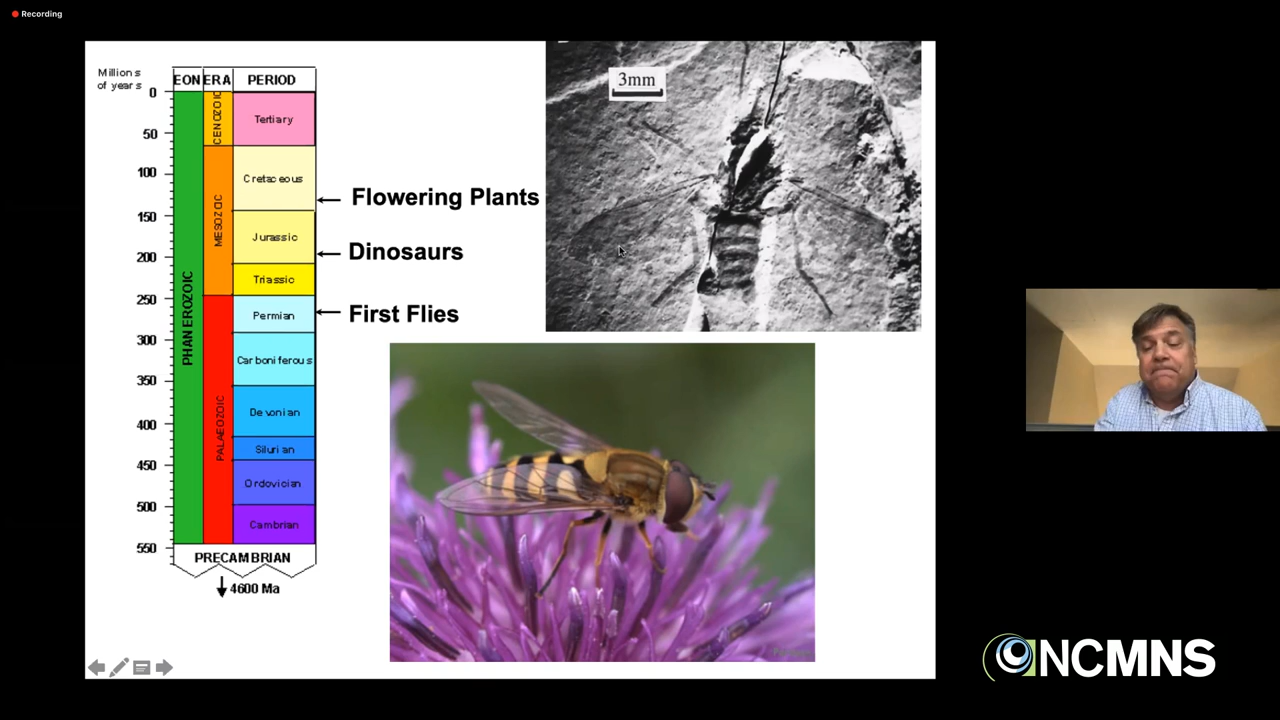 Recording
Millions
of years
EON ERA PERIOD
0
50
100
150
200
250
300
350
400
450
500
550
PHANEROZOIC
CENOZOIC
MESOZOIC
PALAEOZOIC
Tertiary
Cretaceous
Jurassic
Triassic
Permian
Carboniferous
Devonian
Silurian
Ordovician
Cambrian
PRECAMBRIAN
4600 Ma
Flowering Plants
Dinosaurs
First Flies
3mm
NCMNS